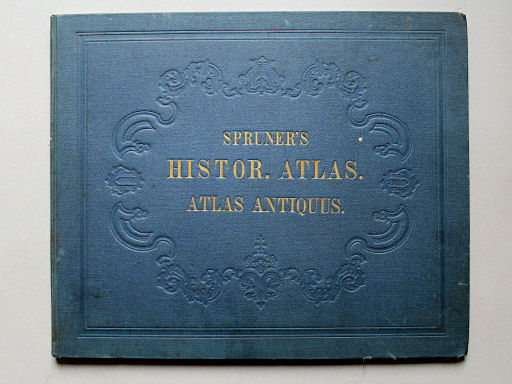 SPRUNER'S
HISTOR. ATLAS.
ATLAS ANTIQUUS.